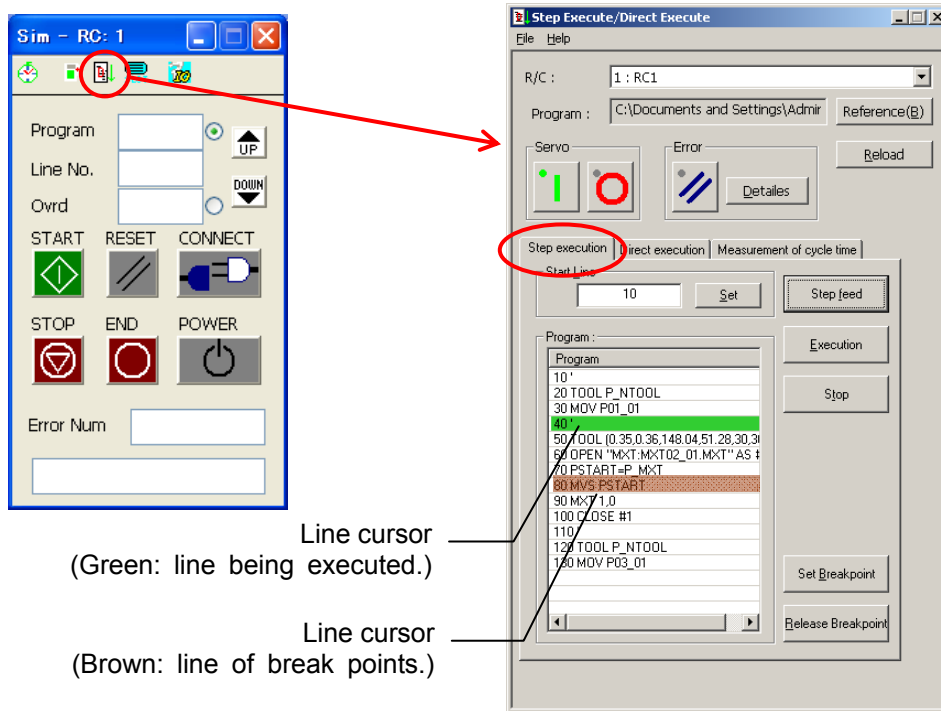 Sim - RC: 1
Program
UP
Line No.
DOWN
Ovrd
START RESET CONNECT
STOP END POWER
Error Num
Step Execute/Direct Execute
File Help
R/C : 1 : RC1
Program : C:\Documents and Settings\Admir Reference(B)
Servo Error Reload
Detailes
Step execution Direct execution Measurement of cycle time
Start Line
10 Set Step feed
Program : Execution
Program
Stop
10 '
20 TOOL P_NTOOL
30 MOV P01_01
40 '
50 TOOL (0.35,0.36,148.04,51.28,30,30
60 OPEN "MXT:MXT02_01.MXT" AS #
70 PSTART=P_MXT
80 MVS PSTART
90 MXT 1,0
100 CLOSE #1
110 '
120 TOOL P_NTOOL
130 MOV P03_01
Set Breakpoint
Release Breakpoint
Line cursor
(Green: line being executed.)
Line cursor
(Brown: line of break points.)